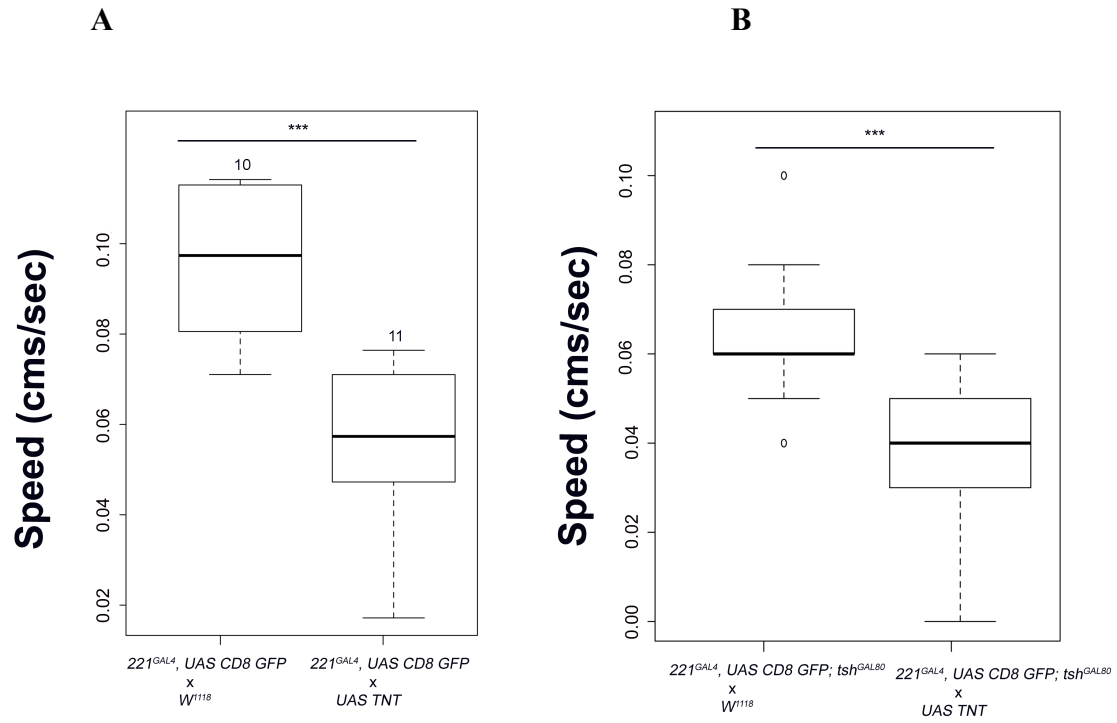 A
B
***
10
11
Speed (cms/sec)
0.10
0.08
0.06
0.04
0.02
221GAL4, UAS CD8 GFP
x
W1118
221GAL4, UAS CD8 GFP
x
UAS TNT
***
Speed (cms/sec)
0.10
0.08
0.06
0.04
0.02
0.00
221GAL4, UAS CD8 GFP; tshGAL80
x
W1118
221GAL4, UAS CD8 GFP; tshGAL80
x
UAS TNT